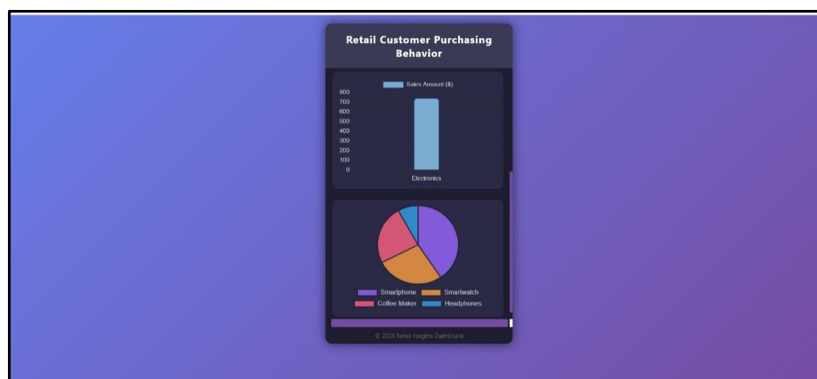 Retail Customer Purchasing
Behavior
Sales Amount ($)
800
700
600
500
400
300
200
100
0
Electronics
Smartphone Smartwatch
Coffee Maker Headphones
© 2024 Retail Insights Dashboard